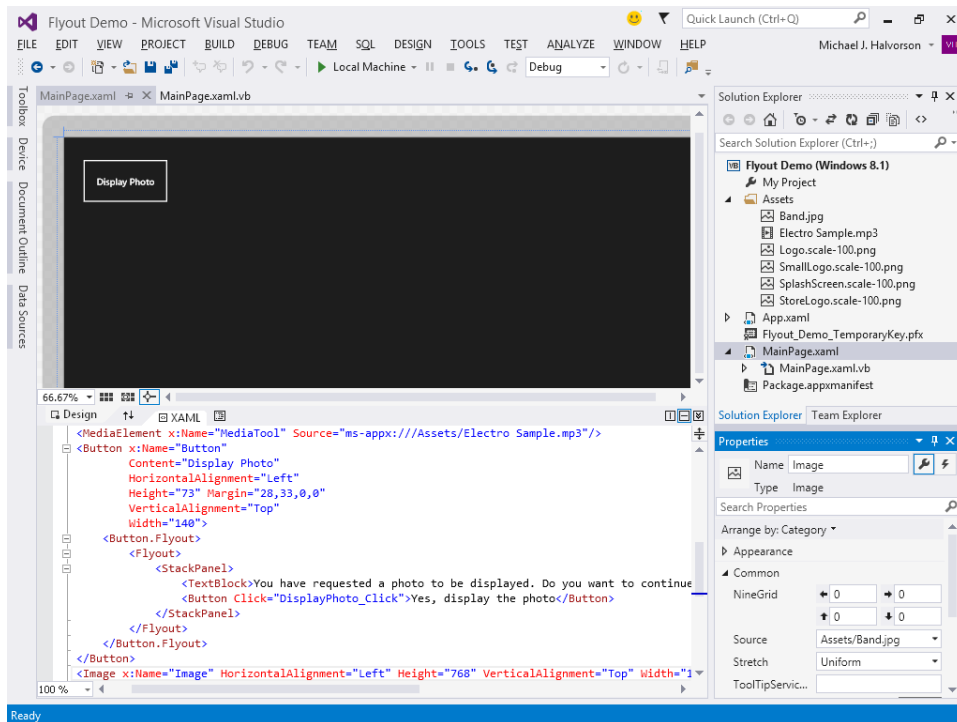 Flyout Demo - Microsoft Visual Studio
Quick Launch (Ctrl+Q)
FILE EDIT VIEW PROJECT BUILD DEBUG TEAM SQL DESIGN TOOLS TEST ANALYZE WINDOW HELP
Michael J. Halvorson
Local Machine
Debug
Toolbox
Device
Document Outline
Data Sources
MainPage.xaml
MainPage.xaml.vb
Display Photo
66.67%
Design
XAML
<MediaElement x:Name="MediaTool" Source="ms-appx:///Assets/Electro Sample.mp3"/>
<Button x:Name="Button"
Content="Display Photo"
HorizontalAlignment="Left"
Height="73" Margin="28,33,0,0"
VerticalAlignment="Top"
Width="140">
<Button.Flyout>
<Flyout>
<StackPanel>
<TextBlock>You have requested a photo to be displayed. Do you want to continue
<Button Click="DisplayPhoto_Click">Yes, display the photo</Button>
</StackPanel>
</Flyout>
</Button.Flyout>
</Button>
<Image x:Name="Image" HorizontalAlignment="Left" Height="768" VerticalAlignment="Top" Width="1
100 %
Solution Explorer
Search Solution Explorer (Ctrl+;)
VB Flyout Demo (Windows 8.1)
My Project
Assets
Band.jpg
Electro Sample.mp3
Logo.scale-100.png
SmallLogo.scale-100.png
SplashScreen.scale-100.png
StoreLogo.scale-100.png
App.xaml
Flyout_Demo_TemporaryKey.pfx
MainPage.xaml
MainPage.xaml.vb
Package.appxmanifest
Solution Explorer Team Explorer
Properties
Name Image
Type Image
Search Properties
Arrange by: Category
Appearance
Common
NineGrid 0 0
0 0
Source Assets/Band.jpg
Stretch Uniform
ToolTipServic...
Ready